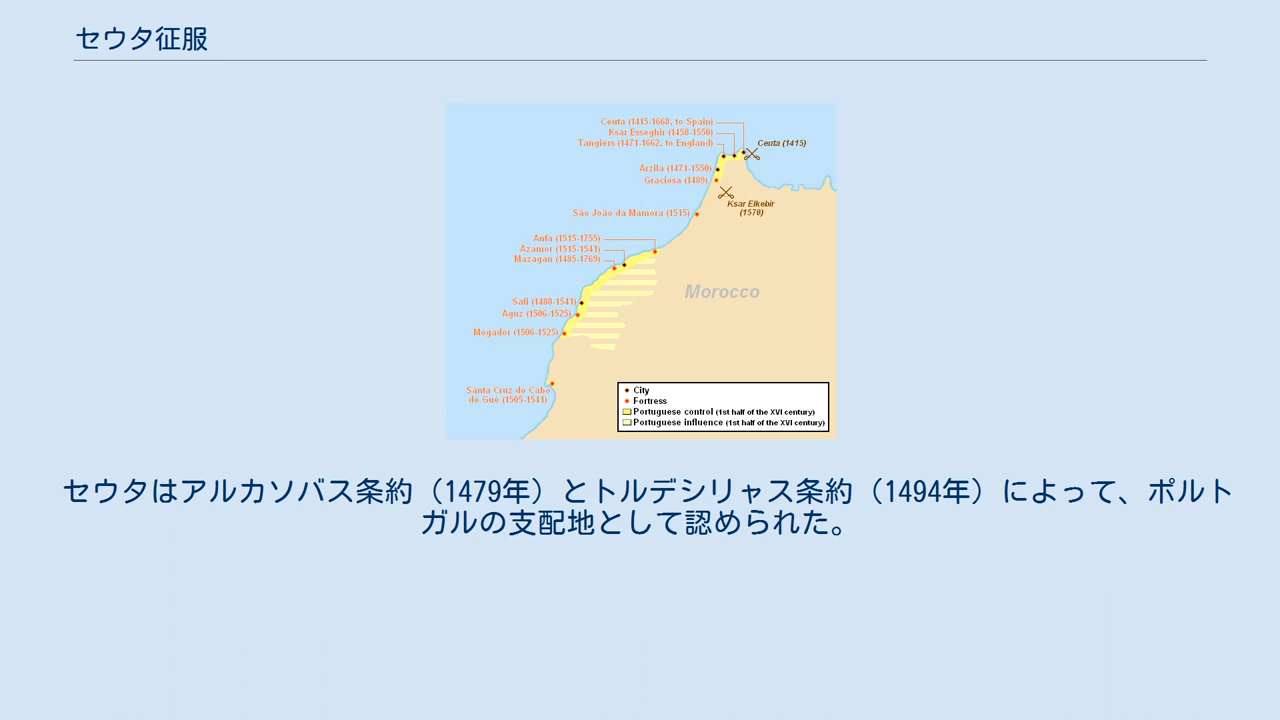 セウタ征服
Ceuta (1415-1668, to Spain)
Ksar Esseghir (1458-1550)
Tangiers (1471-1662, to England)
Ceuta (1415)
Arzila (1471-1550)
Graciosa (1489)
Ksar Elkebir
(1578)
São João da Mamora (1515)
Anfa (1515-1755)
Azamor (1515-1541)
Mazagan (1485-1769)
Morocco
Safi (1488-1541)
Aguz (1506-1525)
Mogador (1506-1525)
Santa Cruz do Cabo
de Gué (1505-1541)
City
Fortress
Portuguese control (1st half of the XVI century)
Portuguese influence (1st half of the XVI century)
セウタはアルカソバス条約（1479年）とトルデシリャス条約（1494年）によって、ポルト
ガルの支配地として認められた。